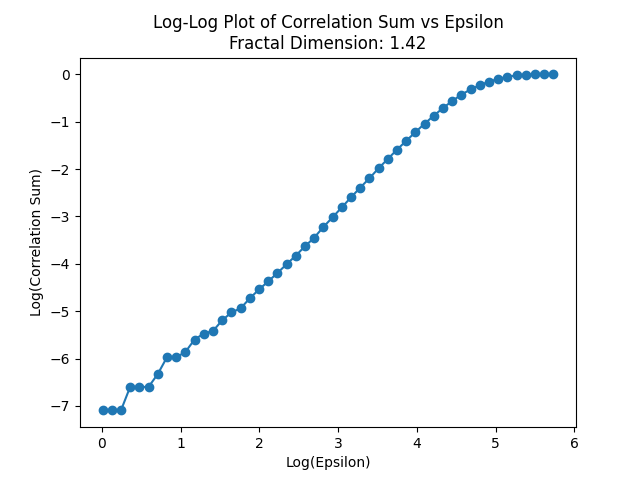 Log-Log Plot of Correlation Sum vs Epsilon
Fractal Dimension: 1.42
Log(Correlation Sum)
0
−1
−2
−3
−4
−5
−6
−7
0 1 2 3 4 5 6
Log(Epsilon)